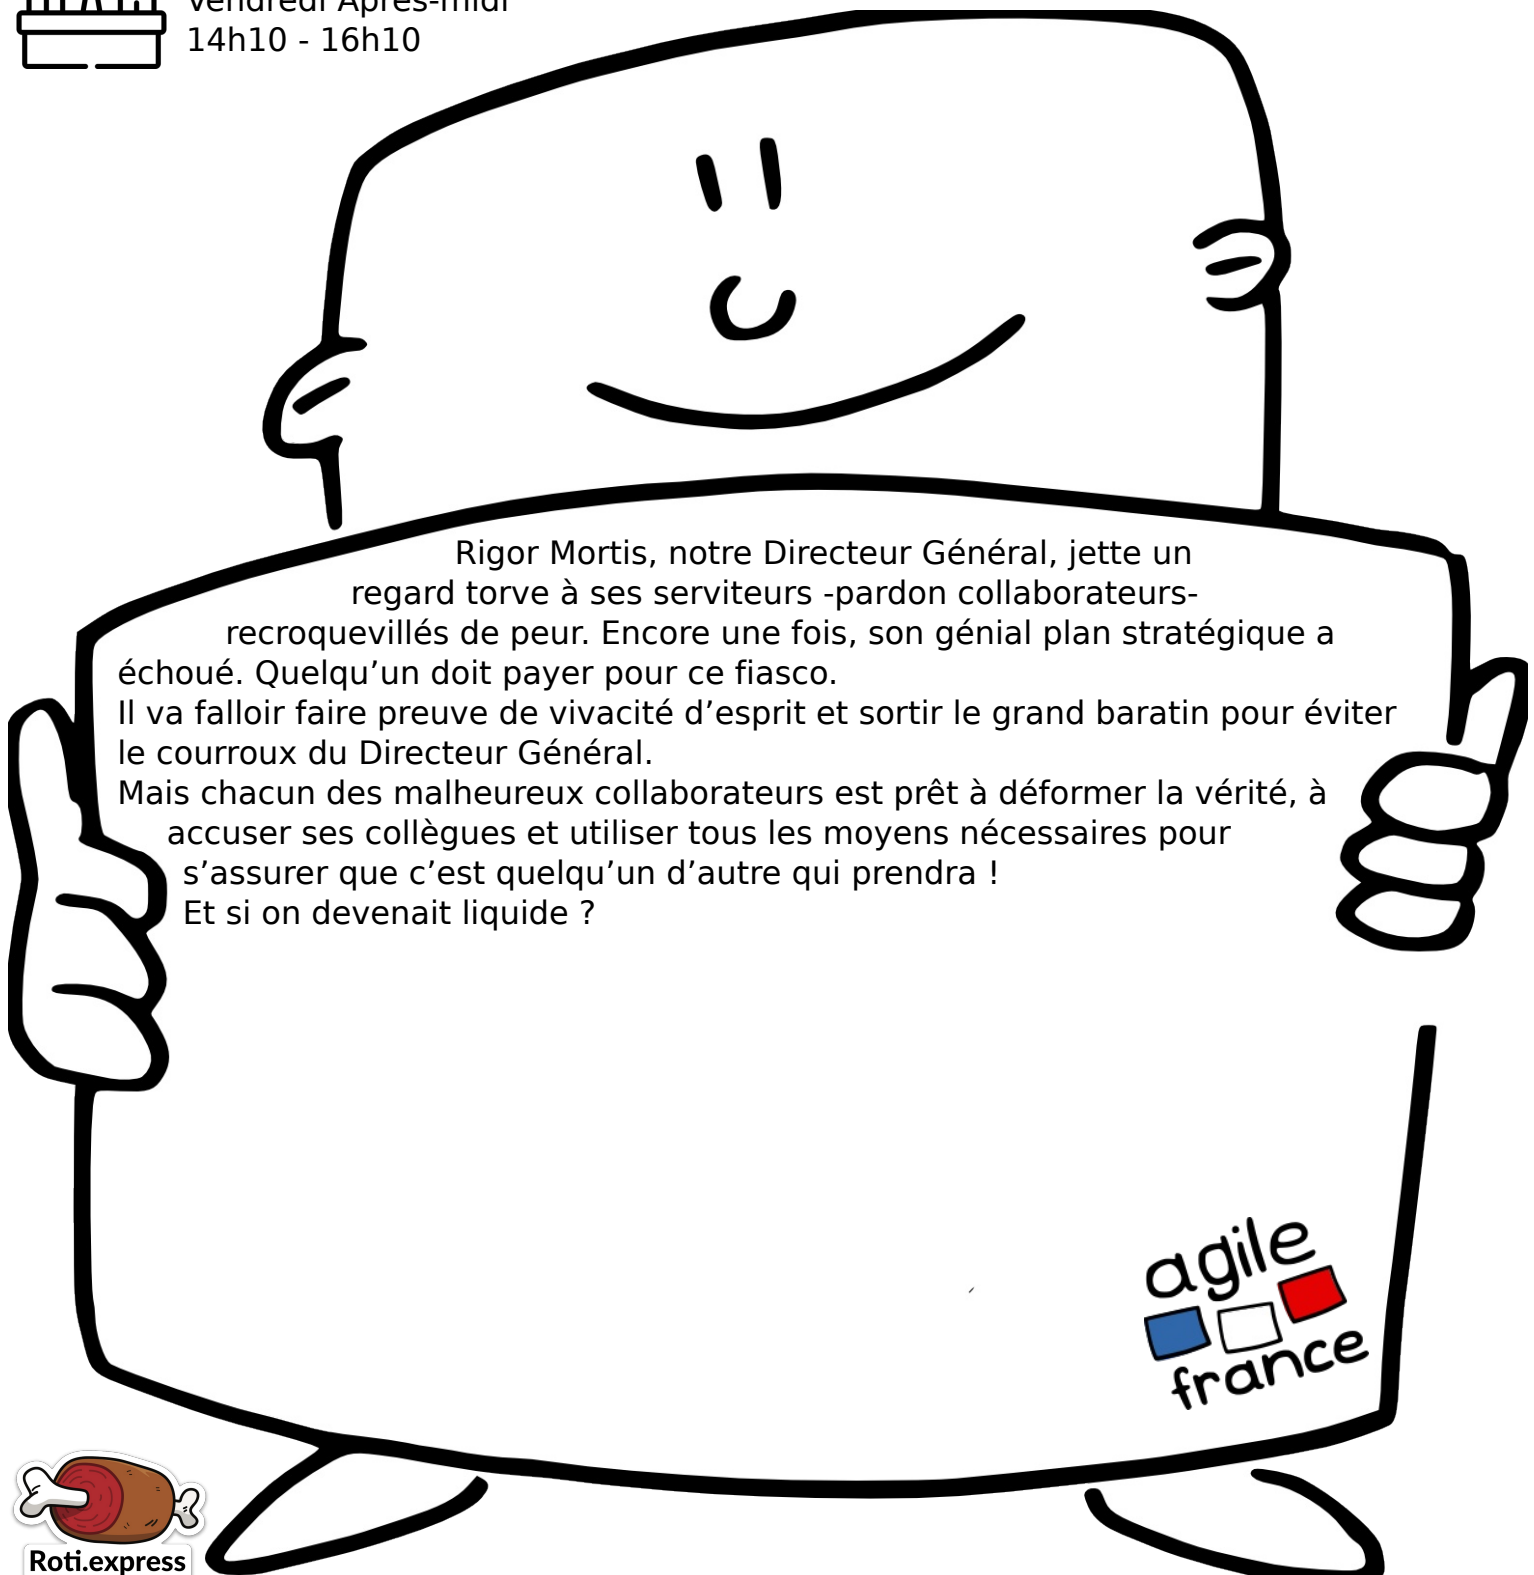 Vendredi Après-midi
14h10 - 16h10
Rigor Mortis, notre Directeur Général, jette un
regard torve à ses serviteurs -pardon collaborateurs-
recroquevillés de peur. Encore une fois, son génial plan stratégique a
échoué. Quelqu’un doit payer pour ce fiasco.
Il va falloir faire preuve de vivacité d’esprit et sortir le grand baratin pour éviter
le courroux du Directeur Général.
Mais chacun des malheureux collaborateurs est prêt à déformer la vérité, à
accuser ses collègues et utiliser tous les moyens nécessaires pour
s’assurer que c’est quelqu’un d’autre qui prendra !
Et si on devenait liquide ?
agile
france
Roti.express